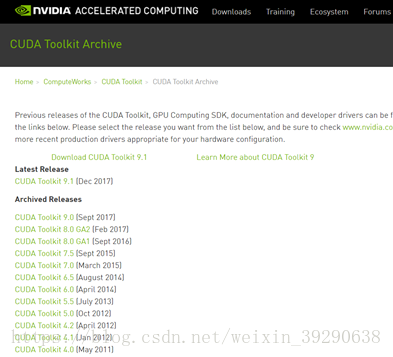 NVIDIA ACCELERATED COMPUTING Downloads Training Ecosystem Forums
CUDA Toolkit Archive
Home » ComputeWorks » CUDA Toolkit » CUDA Toolkit Archive
Previous releases of the CUDA Toolkit, GPU Computing SDK, documentation and developer drivers can be f
the links below. Please select the release you want from the list below, and be sure to check www.nvidia.co
more recent production drivers appropriate for your hardware configuration.
Download CUDA Toolkit 9.1 Learn More about CUDA Toolkit 9
Latest Release
CUDA Toolkit 9.1 (Dec 2017)
Archived Releases
CUDA Toolkit 9.0 (Sept 2017)
CUDA Toolkit 8.0 GA2 (Feb 2017)
CUDA Toolkit 8.0 GA1 (Sept 2016)
CUDA Toolkit 7.5 (Sept 2015)
CUDA Toolkit 7.0 (March 2015)
CUDA Toolkit 6.5 (August 2014)
CUDA Toolkit 6.0 (April 2014)
CUDA Toolkit 5.5 (July 2013)
CUDA Toolkit 5.0 (Oct 2012)
CUDA Toolkit 4.2 (April 2012)
CUDA Toolkit 4.1 (Jan 2012)
https://blog.csdn.net/weixin_39290638
CUDA Toolkit 4.0 (May 2011)